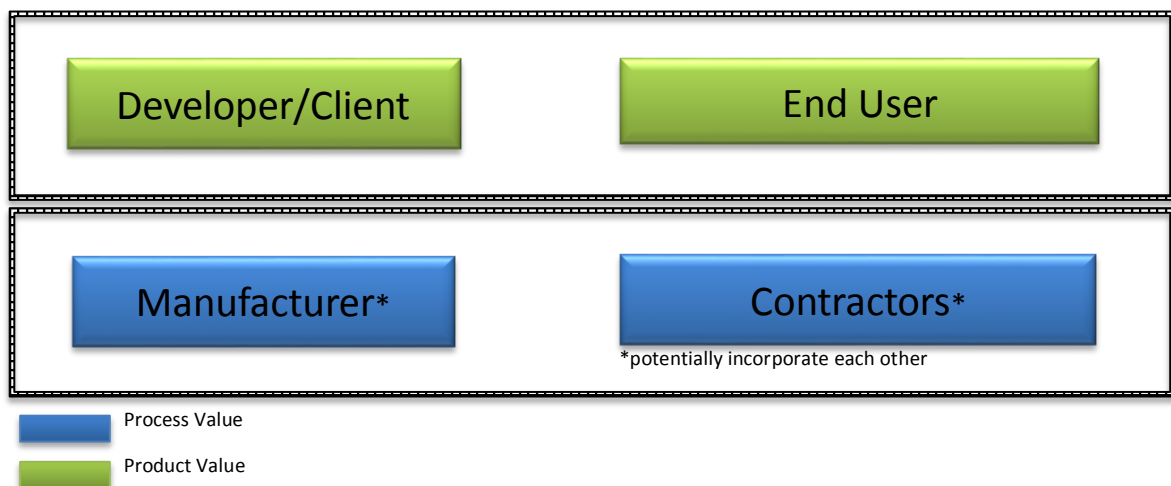 Developer/Client
End User
Manufacturer*
Contractors*
*potentially incorporate each other
Process Value
Product Value